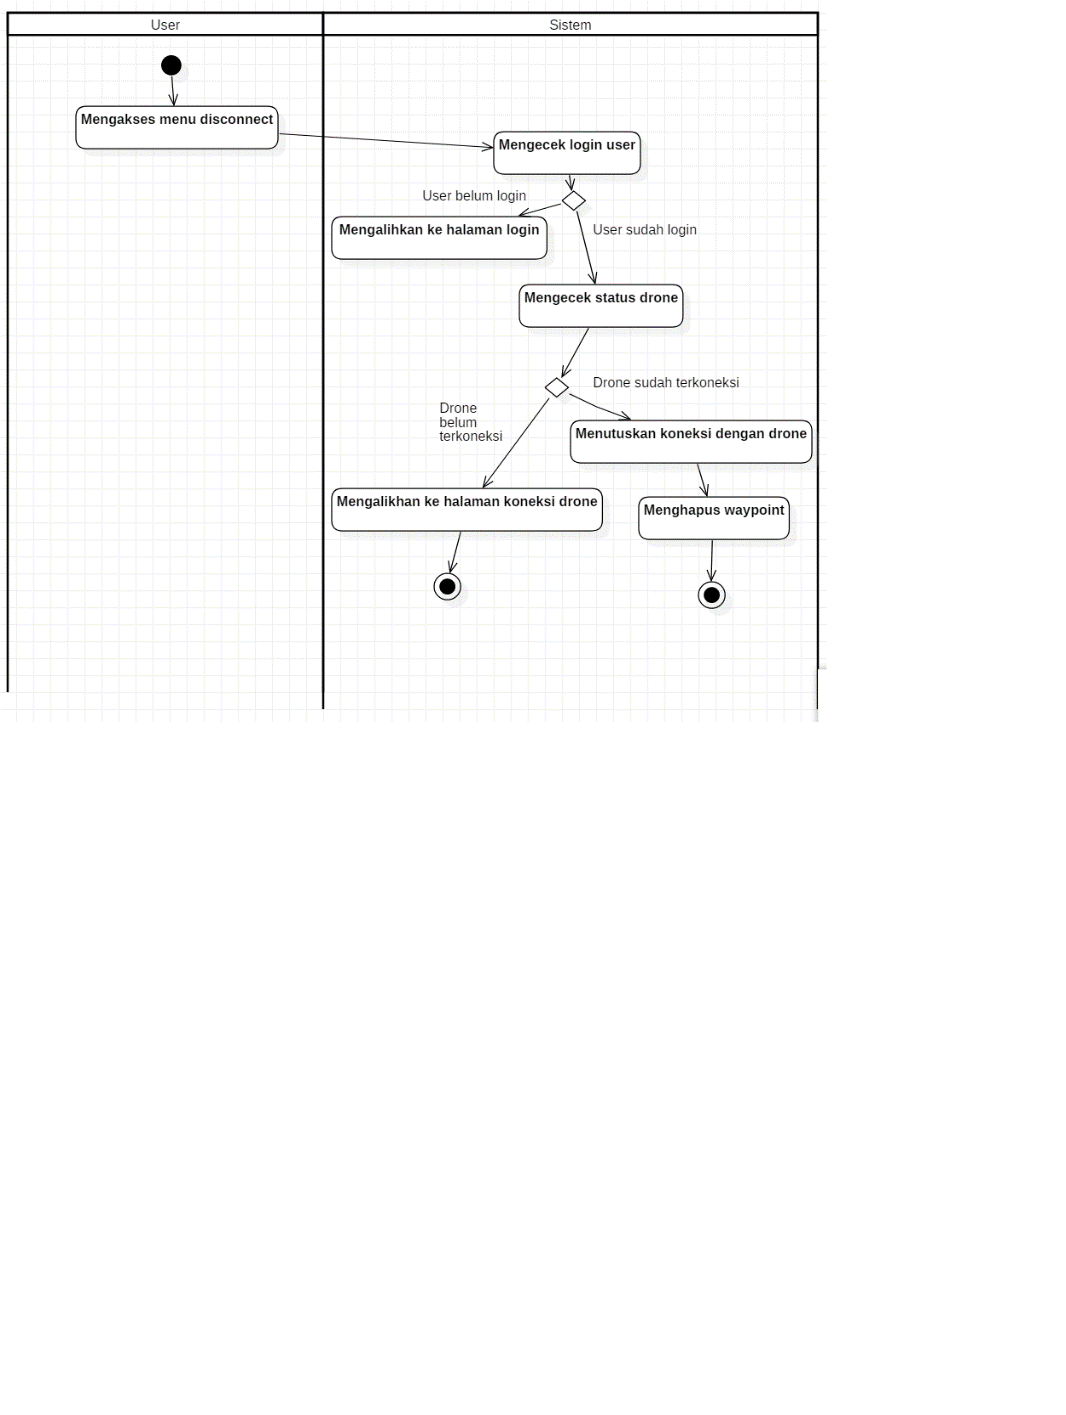 User
Sistem
Mengakses menu disconnect
Mengecek login user
User belum login
Mengalihkan ke halaman login
User sudah login
Mengecek status drone
Drone sudah terkoneksi
Drone
belum
terkoneksi
Menutuskan koneksi dengan drone
Mengalikhan ke halaman koneksi drone
Menghapus waypoint